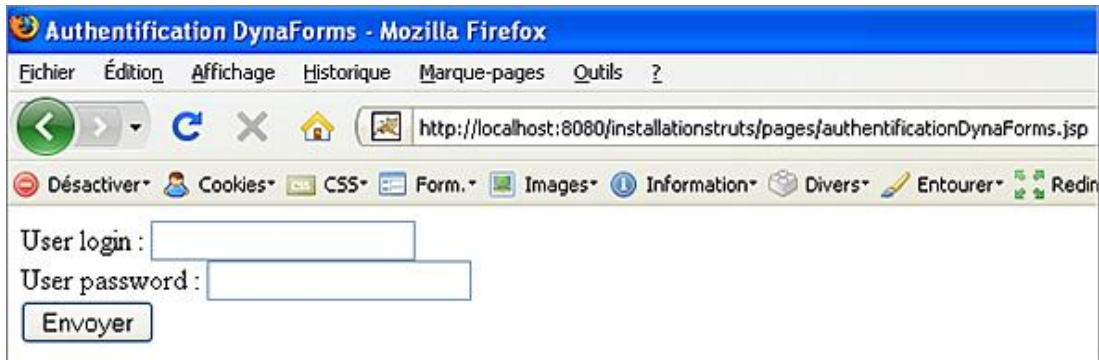 Authentification DynaForms - Mozilla Firefox
Fichier Édition Affichage Historique Marque-pages Outils ?
http://localhost:8080/installationstruts/pages/authentificationDynaForms.jsp
Désactiver Cookies CSS Form. Images Information Divers Entourer Redin
User login :
User password :
Envoyer